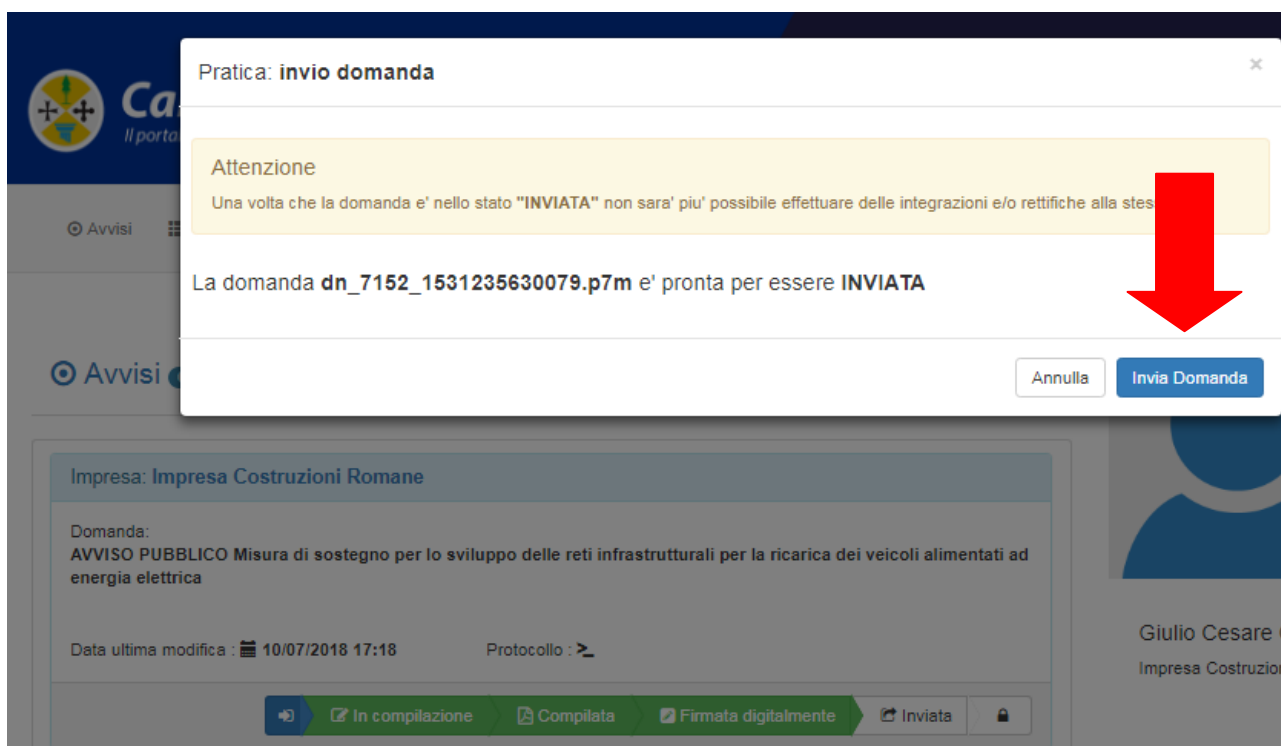 Pratica: invio domanda
×
Ca
Il porta
Attenzione
Una volta che la domanda e' nello stato "INVIATA" non sara' piu' possibile effettuare delle integrazioni e/o rettifiche alla stes
Avvisi
La domanda dn_7152_1531235630079.p7m e' pronta per essere INVIATA
Avvisi
Annulla
Invia Domanda
Impresa: Impresa Costruzioni Romane
Domanda:
AVVISO PUBBLICO Misura di sostegno per lo sviluppo delle reti infrastrutturali per la ricarica dei veicoli alimentati ad
energia elettrica
Data ultima modifica : 10/07/2018 17:18
Protocollo :
Giulio Cesare
Impresa Costruzion
In compilazione
Compilata
Firmata digitalmente
Inviata